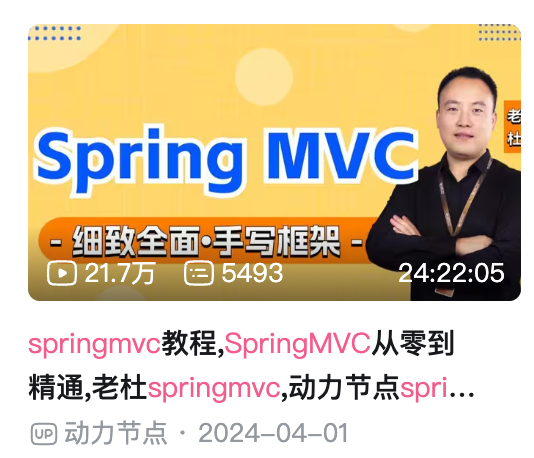 老
杜
Spring MVC
- 细致全面·手写框架 -
21.7万 5493 24:22:05
springmvc教程,SpringMVC从零到
精通,老杜springmvc,动力节点spri...
UP 动力节点 · 2024-04-01